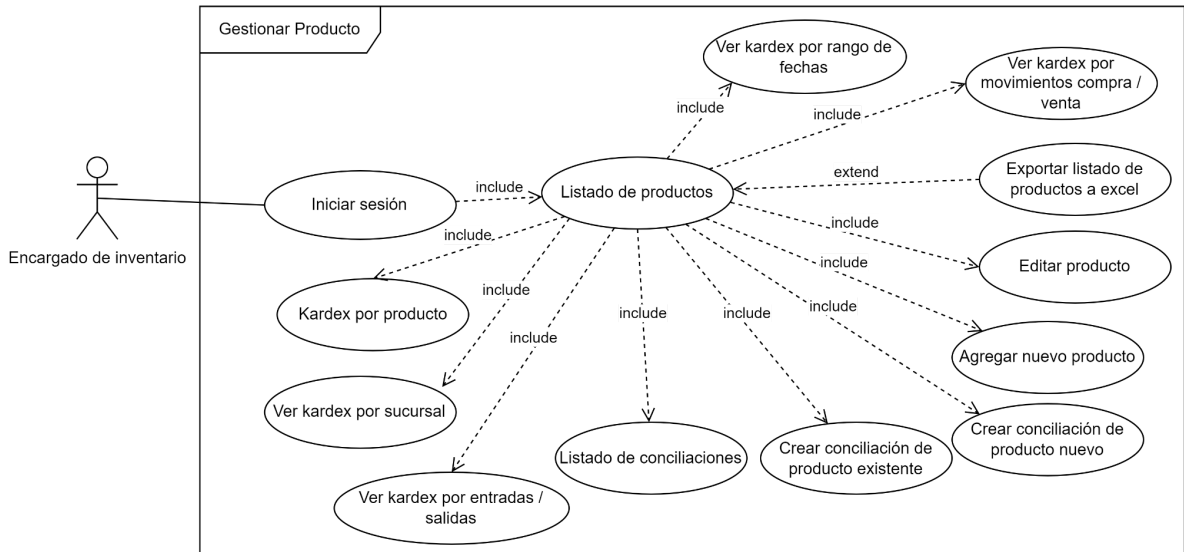 Gestionar Producto
Ver kardex por rango de
fechas
Ver kardex por
movimientos compra /
venta
include
include
Exportar listado de
productos a excel
extend
Listado de productos
include
Iniciar sesión
Encargado de inventario
include
include
Editar producto
include
include
Kardex por producto
include
include
include
include
Agregar nuevo producto
Ver kardex por sucursal
Listado de conciliaciones
Crear conciliación de
producto existente
Crear conciliación de
producto nuevo
Ver kardex por entradas /
salidas